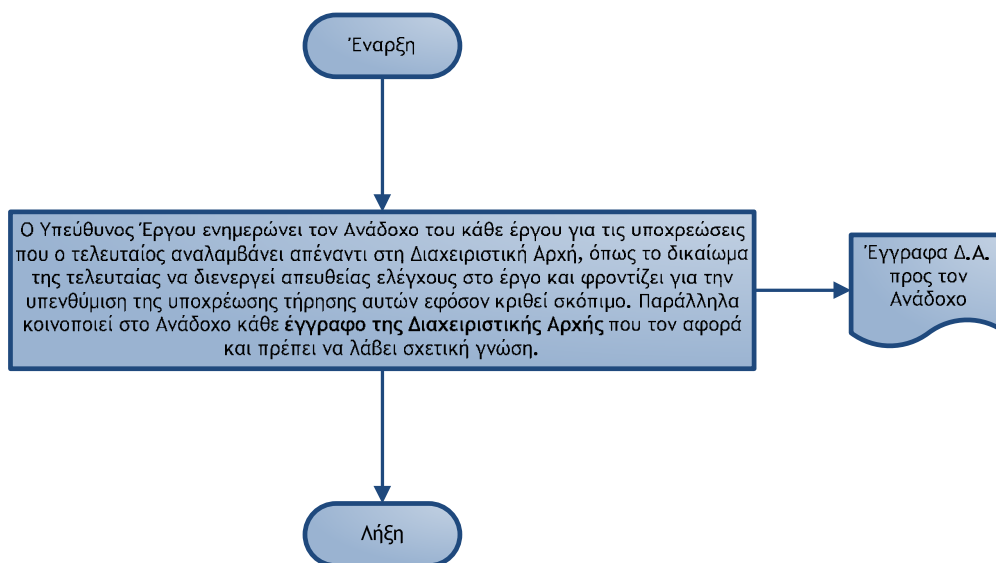 Έναρξη
Ο Υπεύθυνος Έργου ενημερώνει τον Ανάδοχο του κάθε έργου για τις υποχρεώσεις
που ο τελευταίος αναλαμβάνει απέναντι στη Διαχειριστική Αρχή, όπως το δικαίωμα
της τελευταίας να διενεργεί απευθείας ελέγχους στο έργο και φροντίζει για την
υπενθύμιση της υποχρέωσης τήρησης αυτών εφόσον κριθεί σκόπιμο. Παράλληλα
κοινοποιεί στο Ανάδοχο κάθε έγγραφο της Διαχειριστικής Αρχής που τον αφορά
και πρέπει να λάβει σχετική γνώση.
Έγγραφα Δ.Α.
προς τον
Ανάδοχο
Λήξη